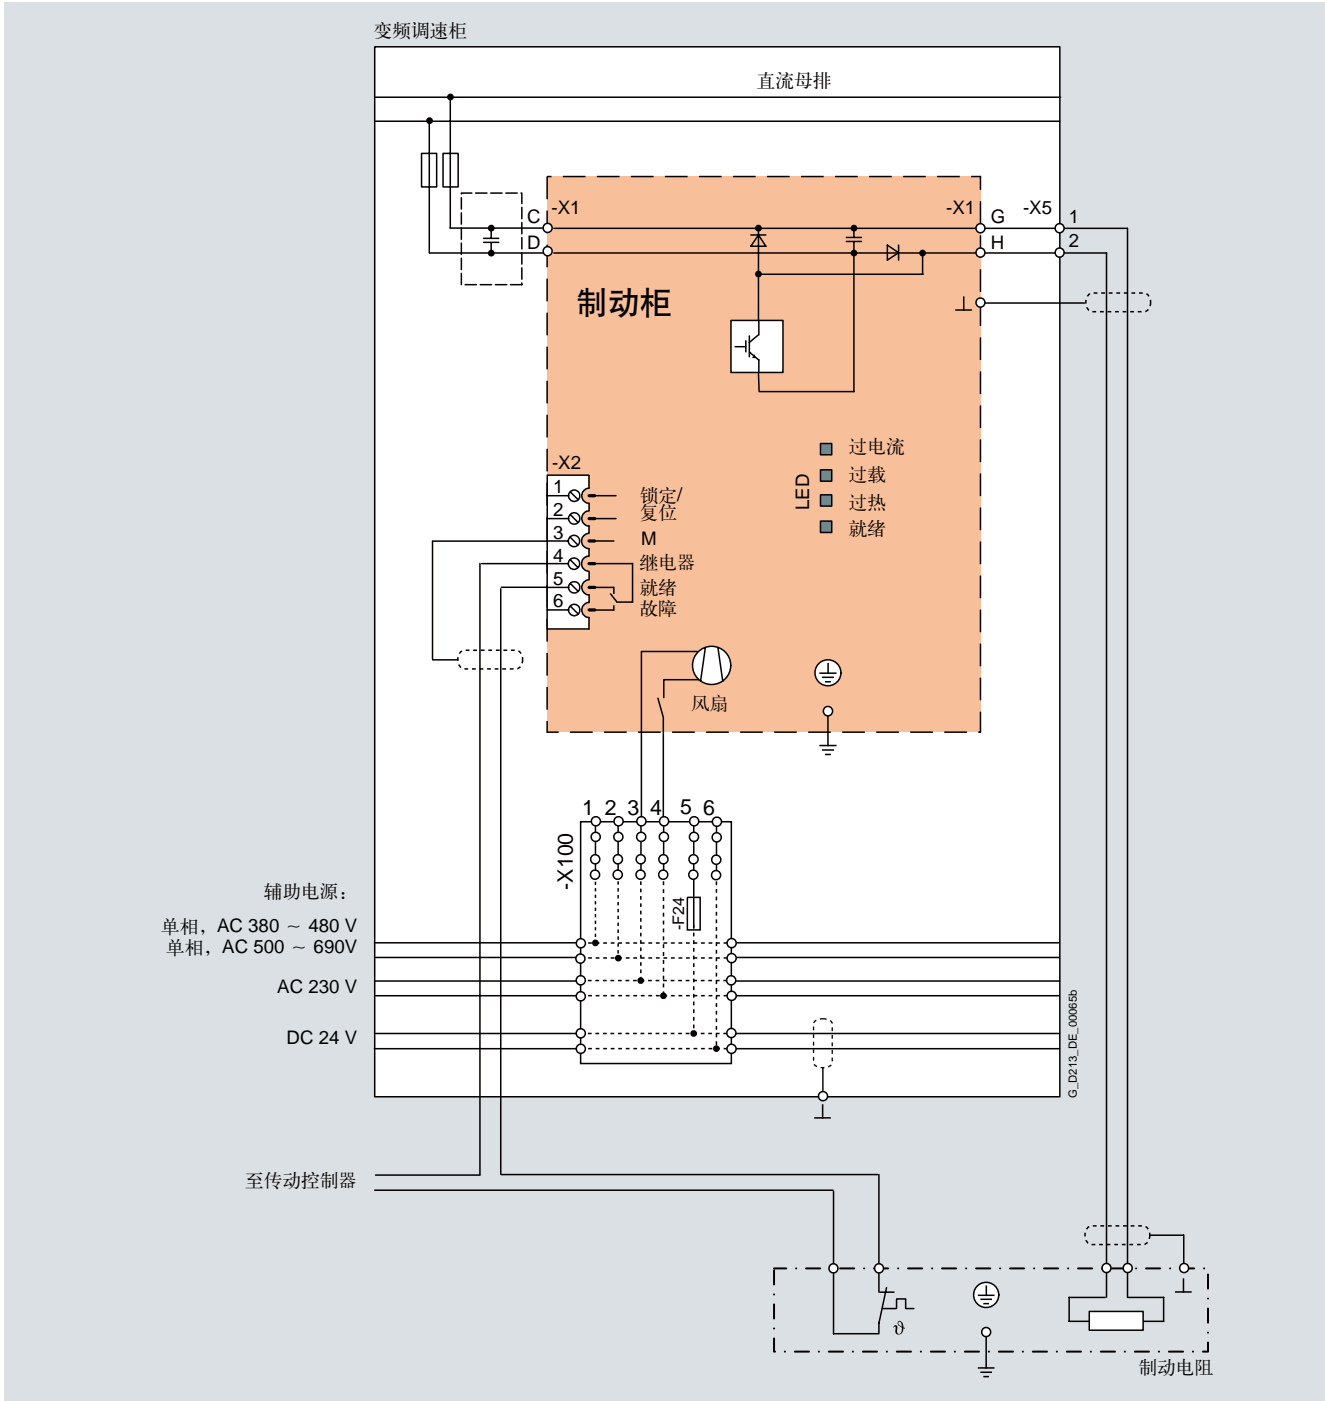 变频调速柜
直流母排
-X1
-X1
C
D
G
H
-X5
1
2
制动柜
-X2
1
2
3
4
5
6
锁定/
复位
M
继电器
就绪
故障
LED
过电流
过载
过热
就绪
风扇
1 2 3 4 5 6
-X100
-F24
辅助电源：
单相，AC 380 ～ 480 V
单相，AC 500 ～ 690V
AC 230 V
DC 24 V
G_D213_DE_00065b
至传动控制器
ϑ
制动电阻